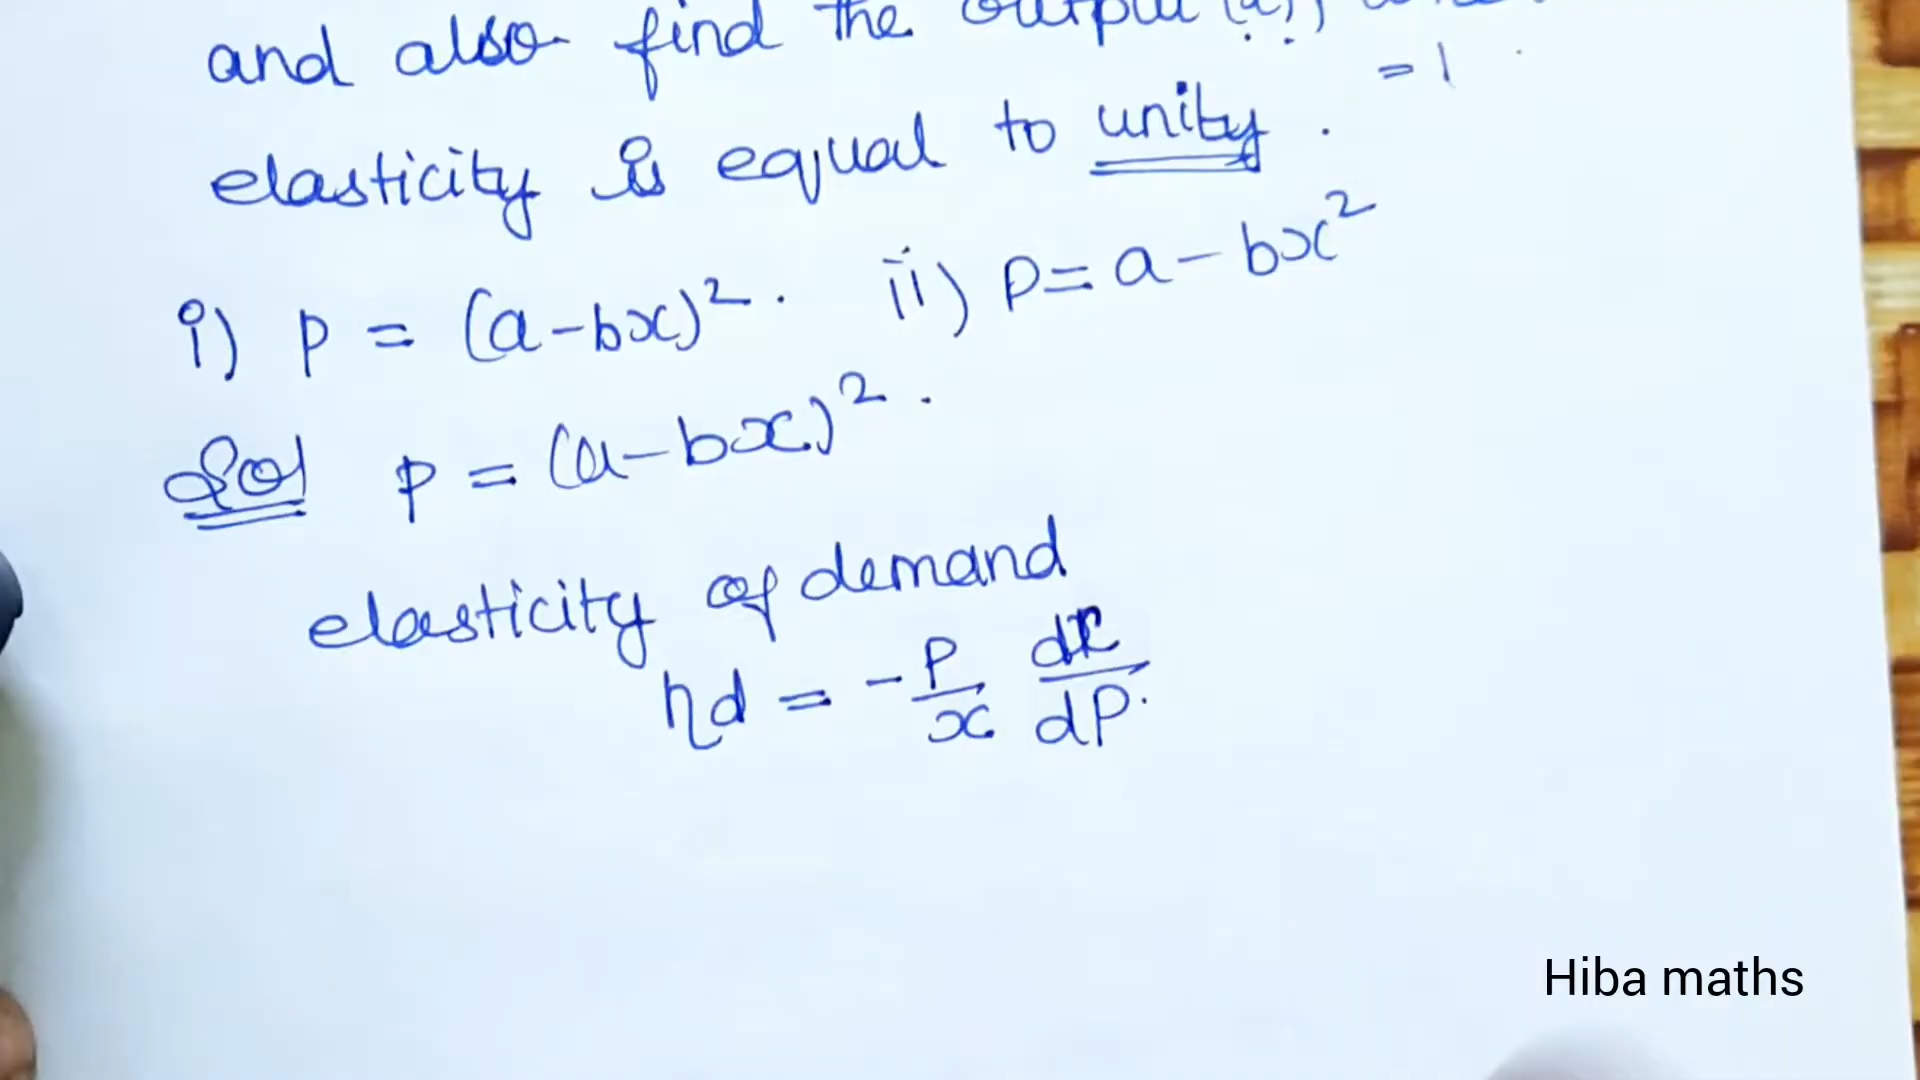 and also find the output (x),
= 1
elasticity is equal to unity .
i) p = (a-bx)². ii) p = a - bx²
Sol p = (a-bx)².
elasticity of demand
ηd = - P/x dx/dP.
Hiba maths